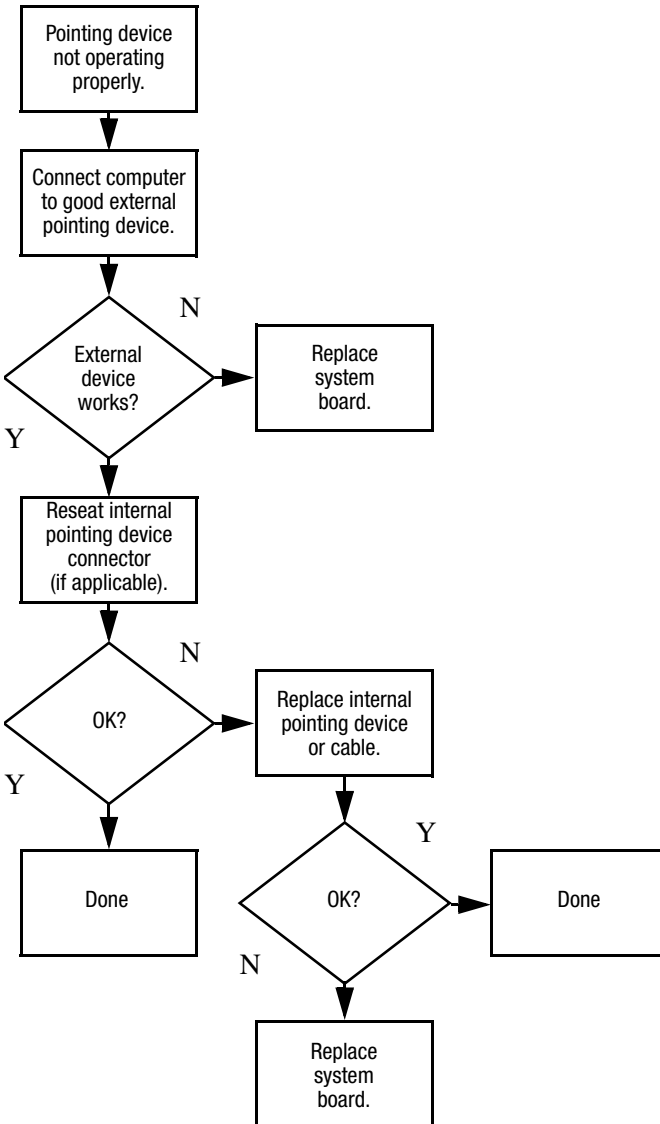 Pointing device
not operating
properly.
Connect computer
to good external
pointing device.
N
External
device
works?
Replace
system
board.
Y
Reseat internal
pointing device
connector
(if applicable).
N
OK?
Replace internal
pointing device
or cable.
Y
Y
Done
OK?
Done
N
Replace
system
board.